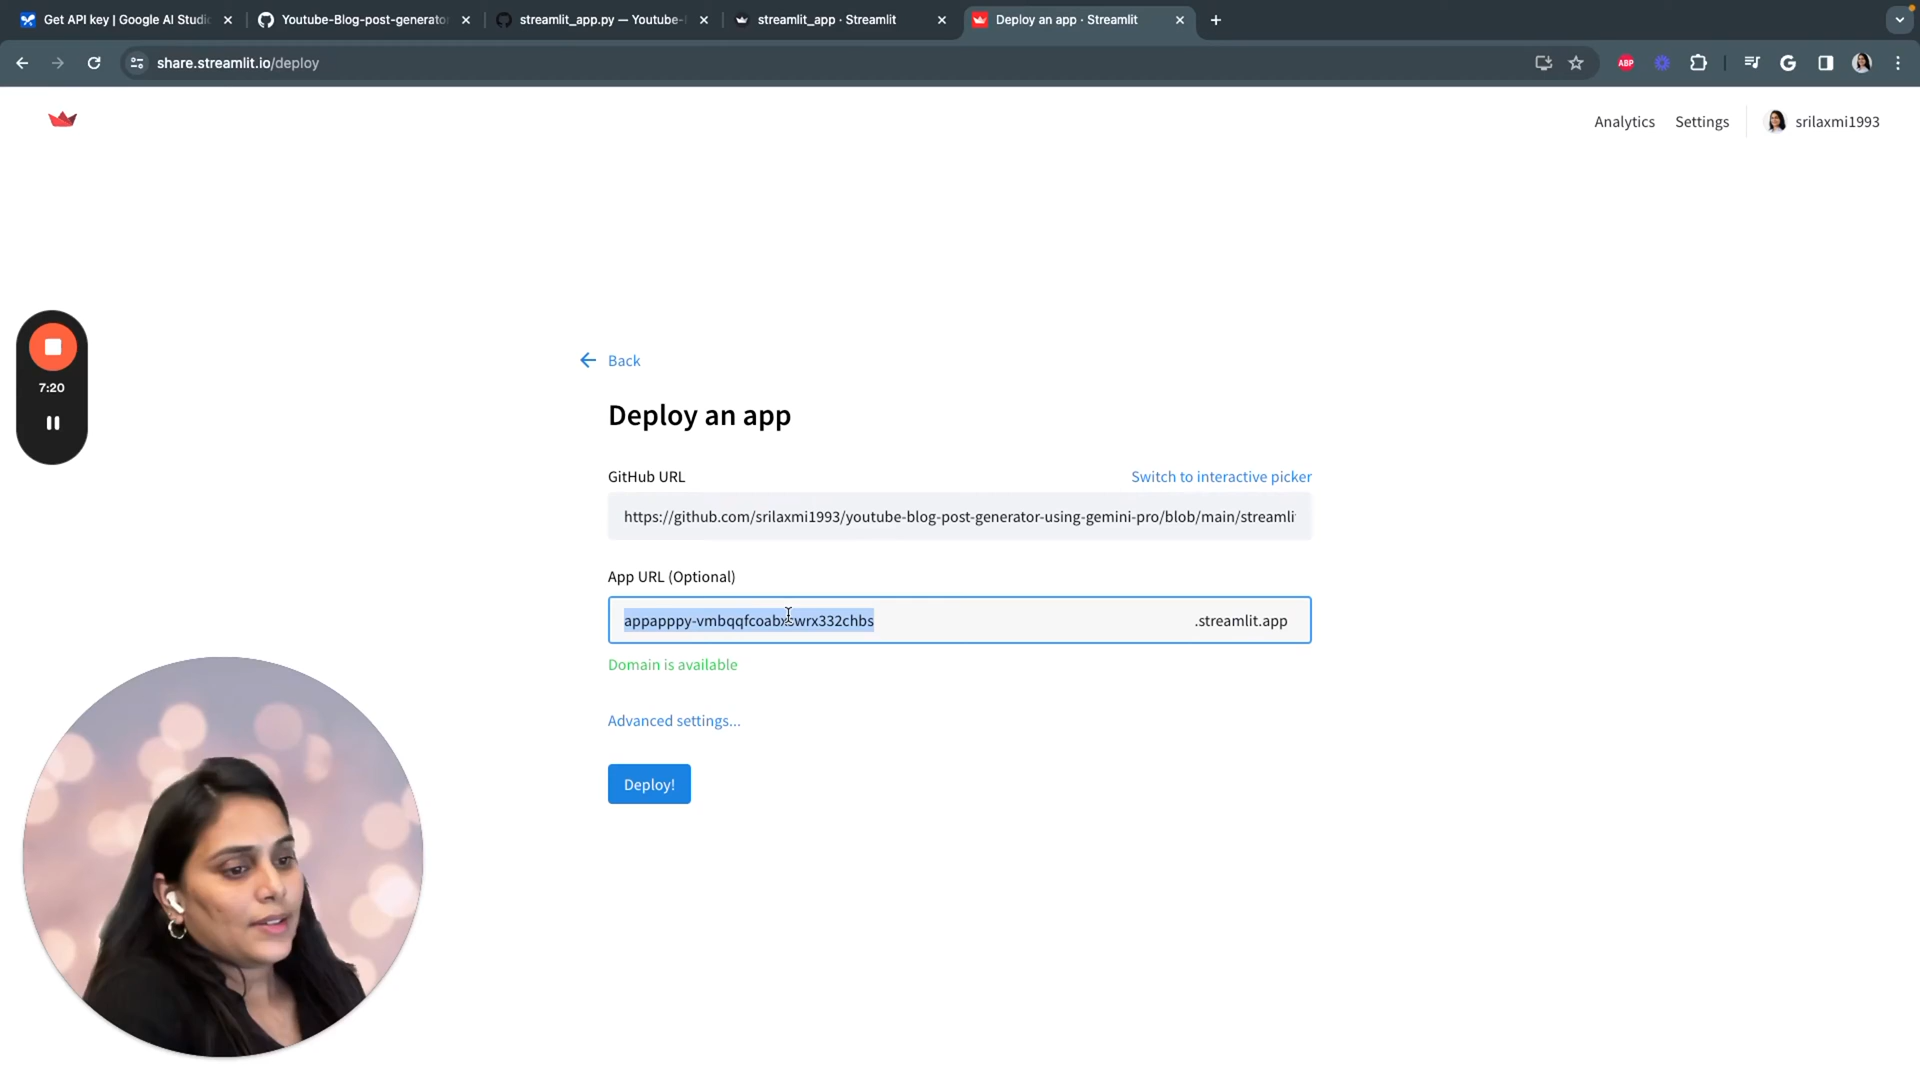 Get API key | Google AI Studi
Youtube-Blog-post-generator
streamlit_app.py — Youtube-
streamlit_app · Streamlit
Deploy an app · Streamlit
share.streamlit.io/deploy
ABP
G
Analytics
Settings
srilaxmi1993
7:20
Back
Deploy an app
GitHub URL
Switch to interactive picker
https://github.com/srilaxmi1993/youtube-blog-post-generator-using-gemini-pro/blob/main/streamli
App URL (Optional)
.streamlit.app
Domain is available
Advanced settings...
Deploy!